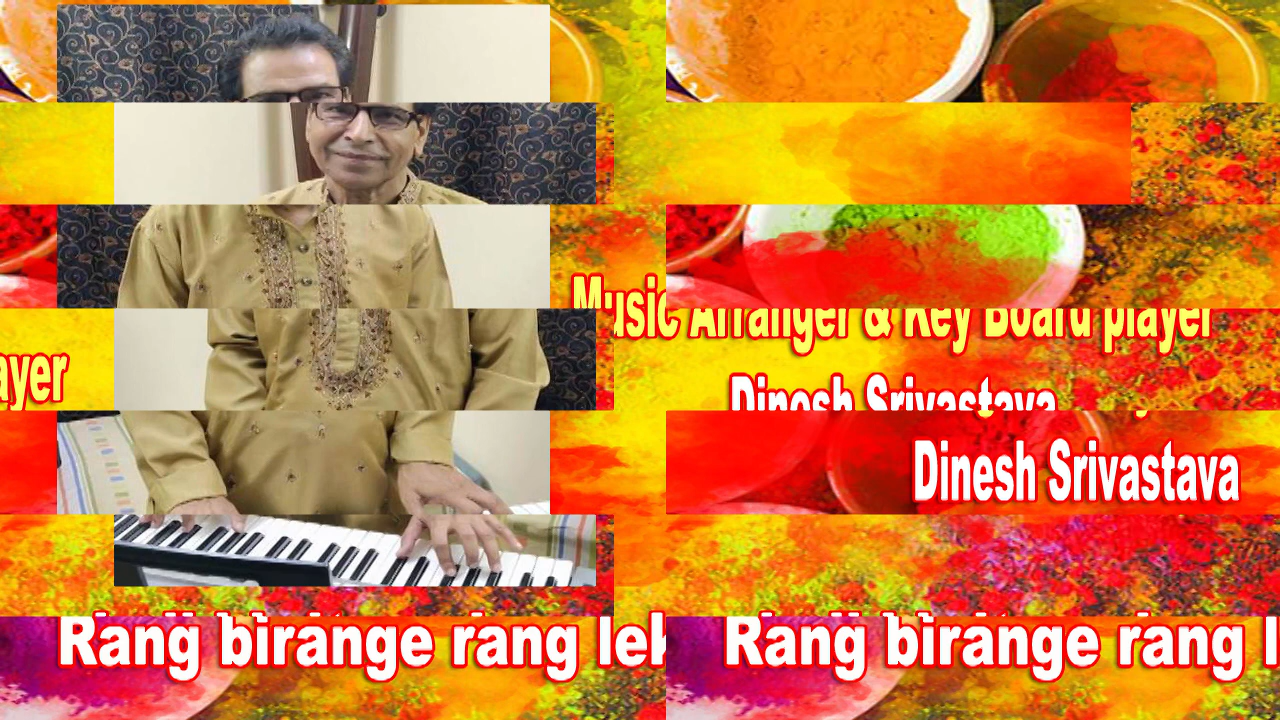 Music Arranger & Key Board player
ayer
Dinesh Srivastava
Dinesh Srivastava
Rang birange rang lek
Rang birange rang l